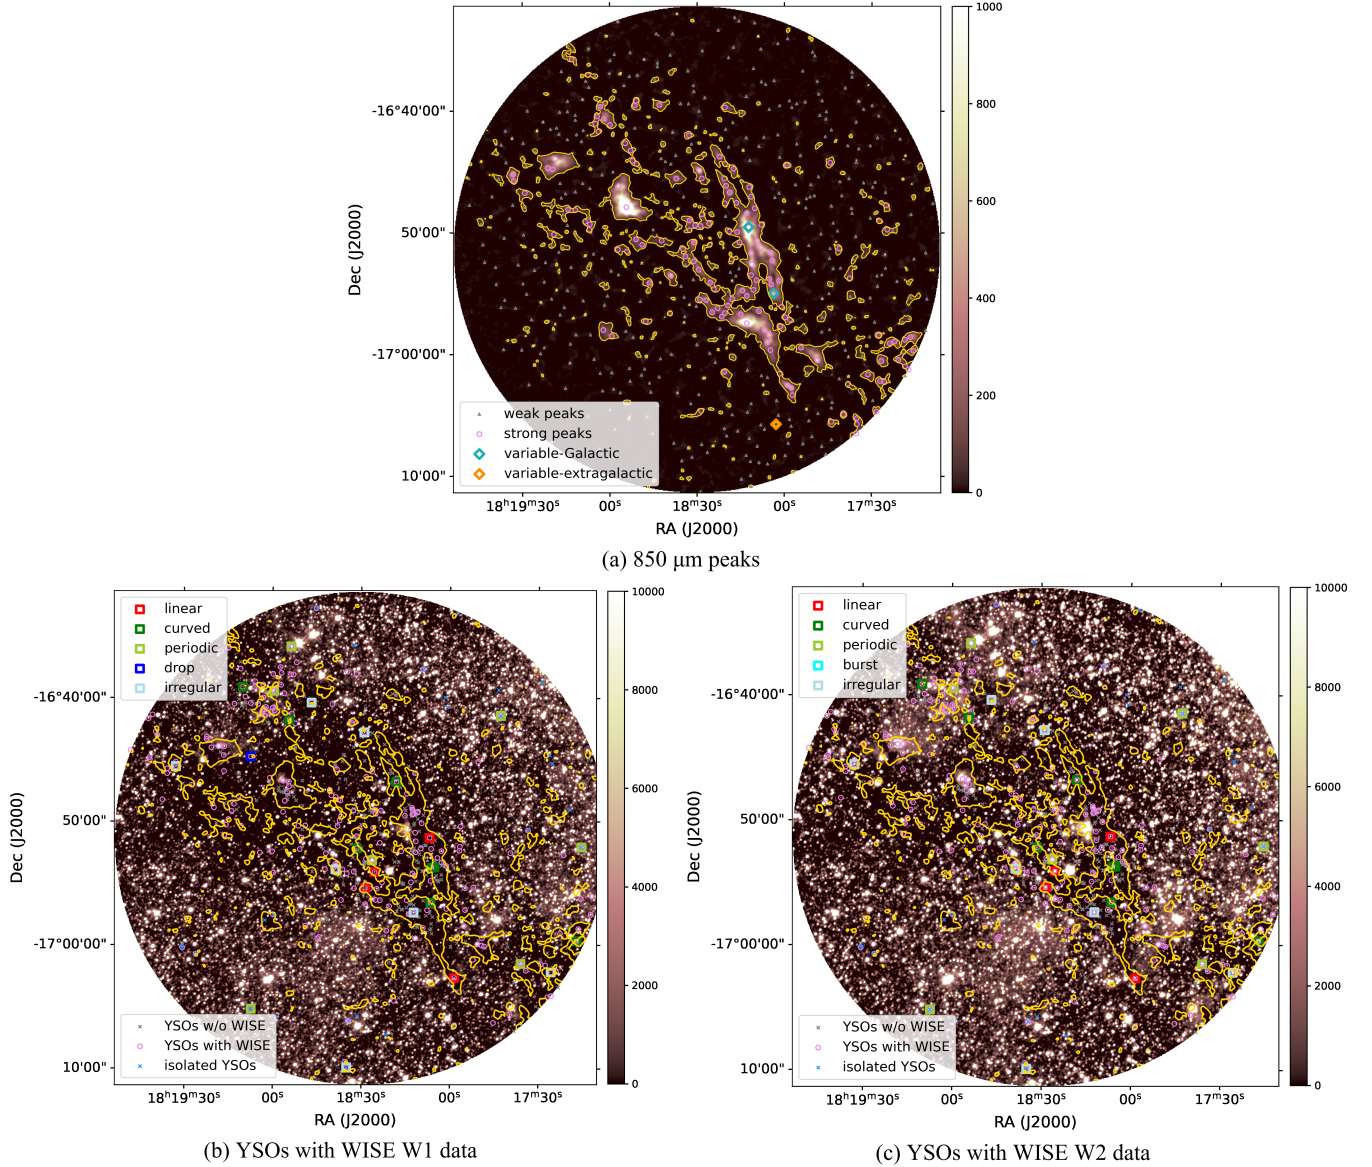 1000
800
600
400
200
0
-16°40'00"
50'00"
-17°00'00"
10'00"
Dec (J2000)
weak peaks
strong peaks
variable-Galactic
variable-extragalactic
18ʰ19ᵐ30ˢ 00ˢ 18ᵐ30ˢ 00ˢ 17ᵐ30ˢ
RA (J2000)
(a) 850 μm peaks
linear
curved
periodic
drop
irregular
-16°40'00"
50'00"
-17°00'00"
10'00"
Dec (J2000)
YSOs w/o WISE
YSOs with WISE
isolated YSOs
18ʰ19ᵐ30ˢ 00ˢ 18ᵐ30ˢ 00ˢ 17ᵐ30ˢ
RA (J2000)
10000
8000
6000
4000
2000
0
(b) YSOs with WISE W1 data
linear
curved
periodic
burst
irregular
-16°40'00"
50'00"
-17°00'00"
10'00"
Dec (J2000)
YSOs w/o WISE
YSOs with WISE
isolated YSOs
18ʰ19ᵐ30ˢ 00ˢ 18ᵐ30ˢ 00ˢ 17ᵐ30ˢ
RA (J2000)
10000
8000
6000
4000
2000
0
(c) YSOs with WISE W2 data